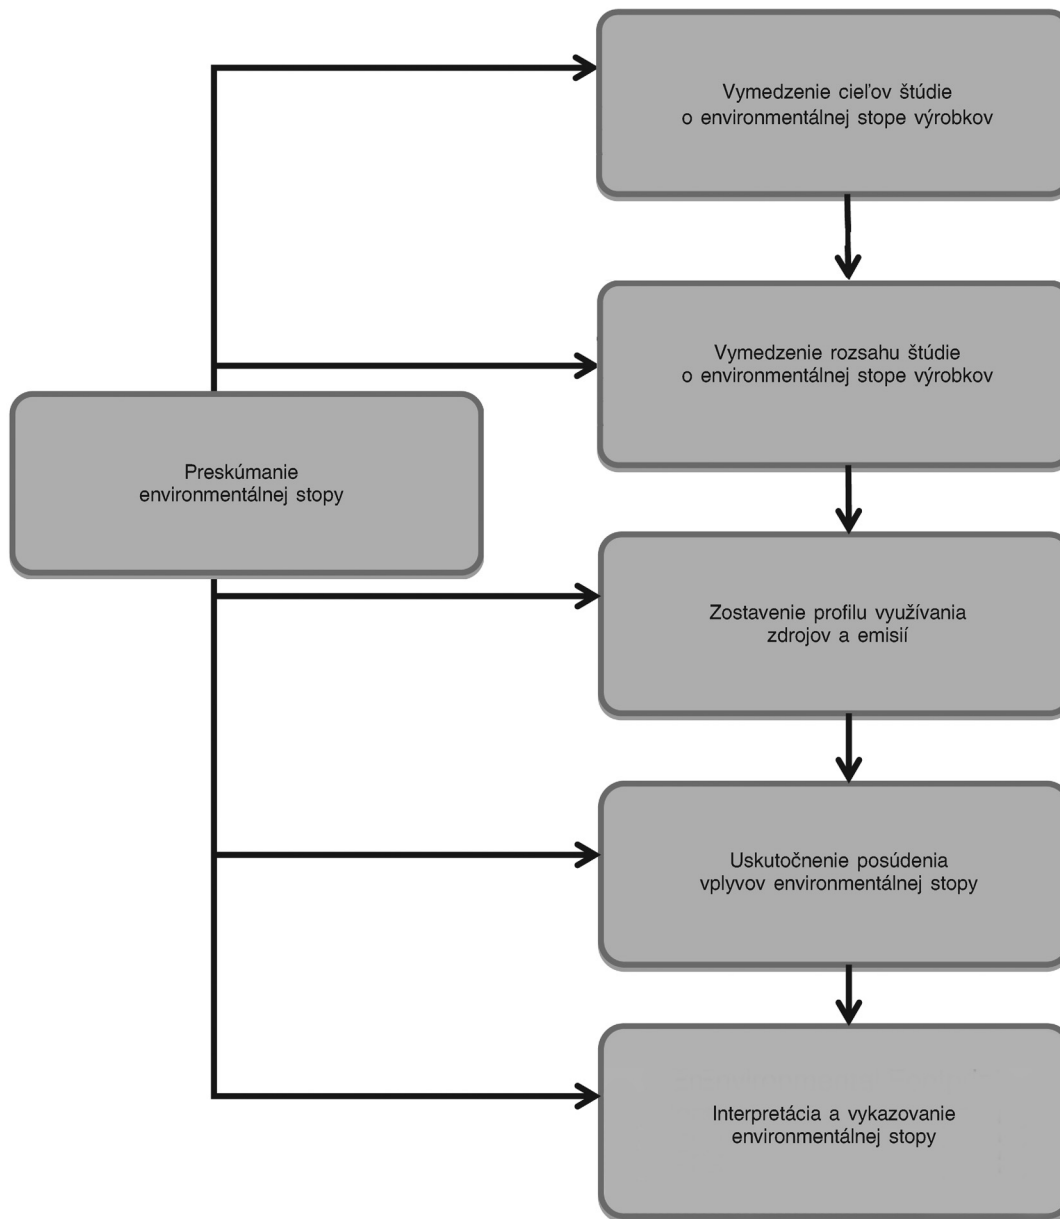 Vymedzenie cieľov štúdie
o environmentálnej stope výrobkov
Vymedzenie rozsahu štúdie
o environmentálnej stope výrobkov
Preskúmanie
environmentálnej stopy
Zostavenie profilu využívania
zdrojov a emisií
Uskutočnenie posúdenia
vplyvov environmentálnej stopy
Interpretácia a vykazovanie
environmentálnej stopy